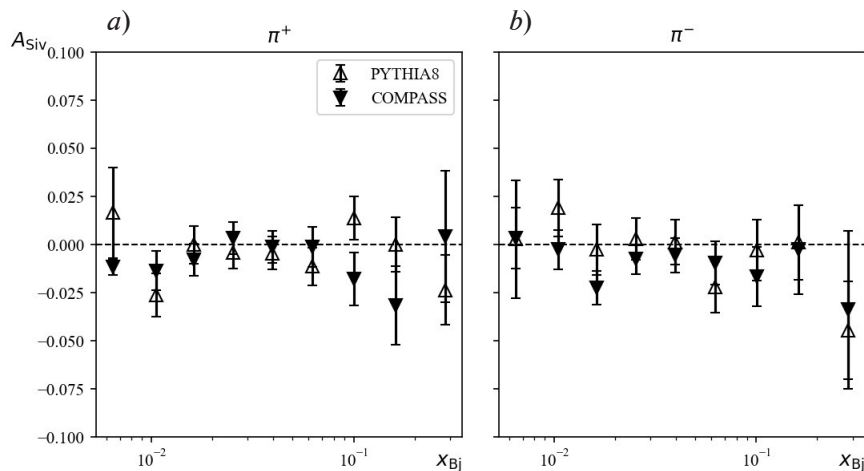 a) b)
A_Siv π⁺ π⁻
0.100
0.075
PYTHIA8
COMPASS
0.050
0.025
0.000
−0.025
−0.050
−0.075
−0.100
10⁻² 10⁻¹ x_Bj 10⁻² 10⁻¹ x_Bj